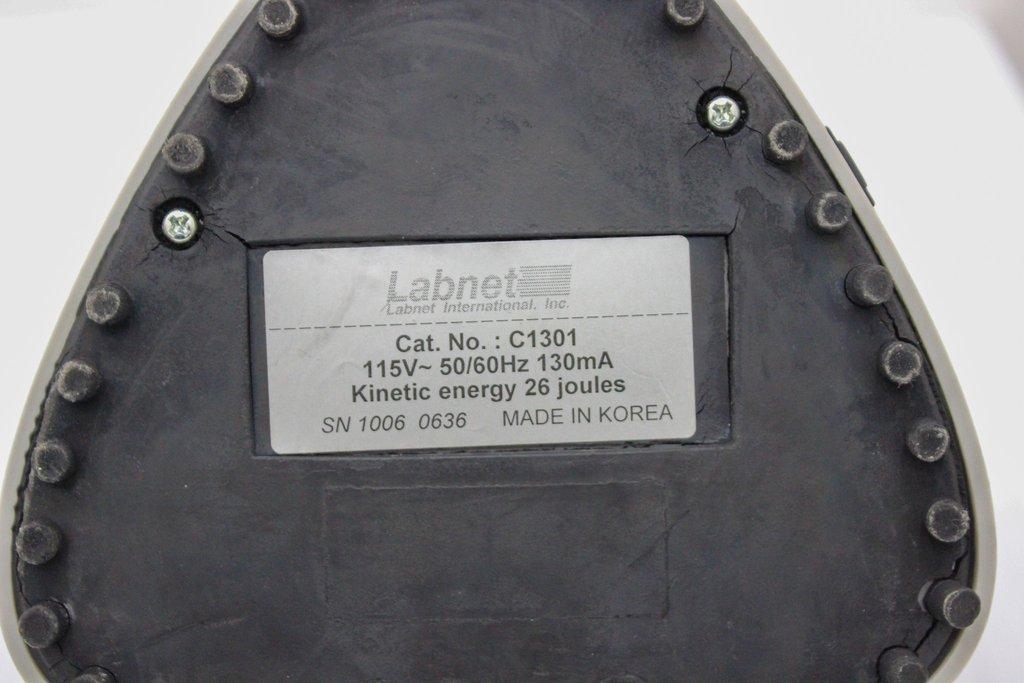 Labnet
Labnet International. Inc.
Cat. No. : C1301
115V~ 50/60Hz 130mA
Kinetic energy 26 joules
SN 1006 0636 MADE IN KOREA